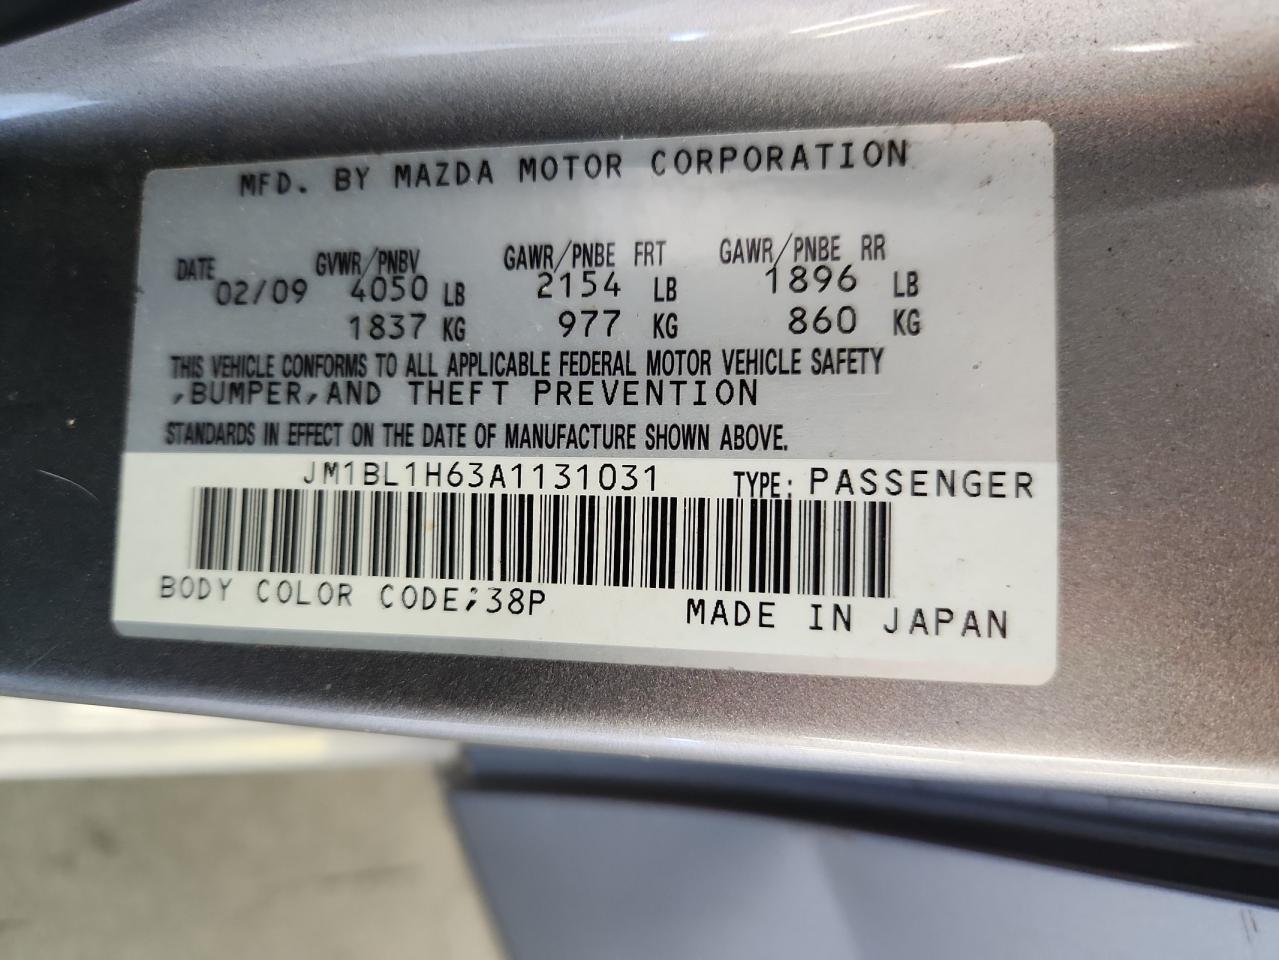 MFD. BY MAZDA MOTOR CORPORATION
DATE GVWR/PNBV GAWR/PNBE FRT GAWR/PNBE RR
02/09 4050 LB 2154 LB 1896 LB
1837 KG 977 KG 860 KG
THIS VEHICLE CONFORMS TO ALL APPLICABLE FEDERAL MOTOR VEHICLE SAFETY
,BUMPER,AND THEFT PREVENTION
STANDARDS IN EFFECT ON THE DATE OF MANUFACTURE SHOWN ABOVE.
JM1BL1H63A1131031 TYPE: PASSENGER
BODY COLOR CODE;38P MADE IN JAPAN